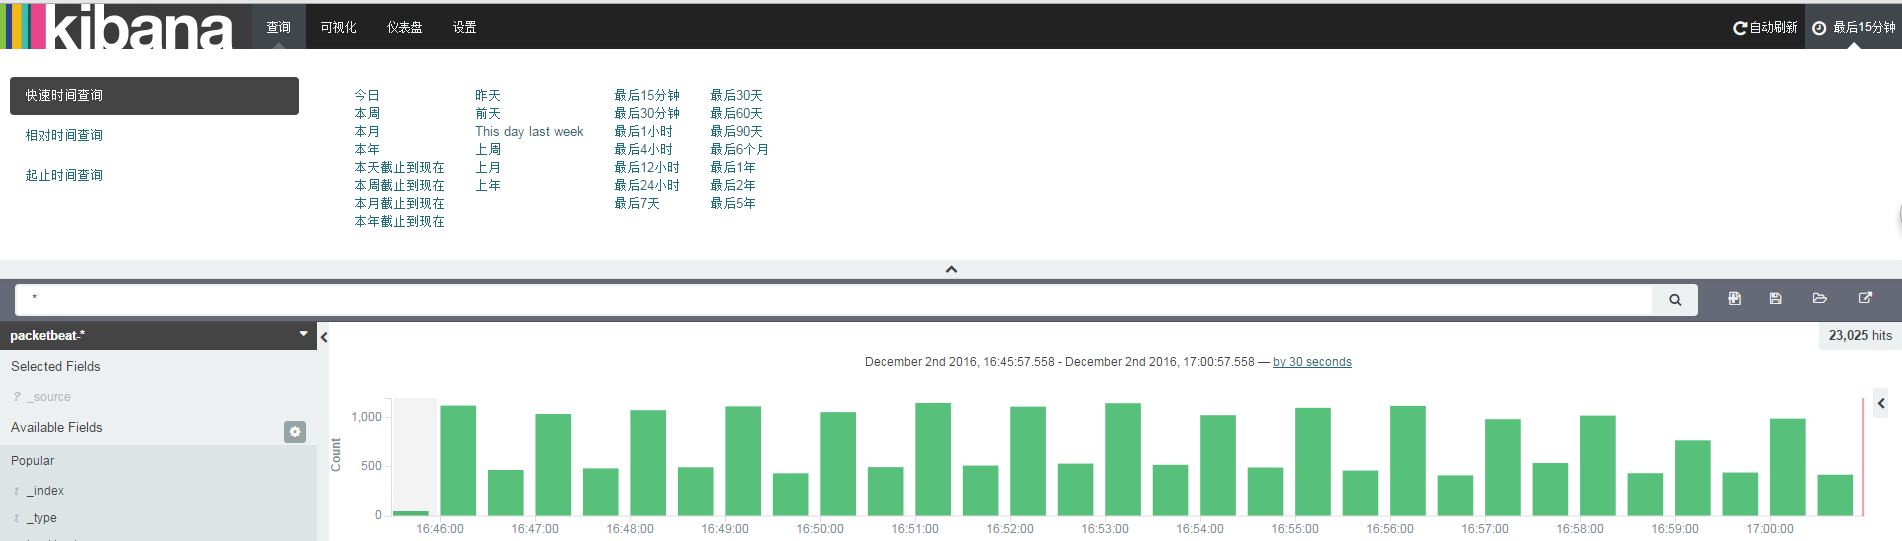 kibana 查询 可视化 仪表盘 设置 自动刷新 最后15分钟
快速时间查询
相对时间查询
起止时间查询
今日 昨天 最后15分钟 最后30天
本周 前天 最后30分钟 最后60天
本月 This day last week 最后1小时 最后90天
本年 上周 最后4小时 最后6个月
本天截止到现在 上月 最后12小时 最后1年
本周截止到现在 上年 最后24小时 最后2年
本月截止到现在 最后7天 最后5年
本年截止到现在
*
packetbeat-*
23,025 hits
Selected Fields
? _source
Available Fields
Popular
t _index
t _type
December 2nd 2016, 16:45:57.558 - December 2nd 2016, 17:00:57.558 — by 30 seconds
Count
1,000
500
0
16:46:00 16:47:00 16:48:00 16:49:00 16:50:00 16:51:00 16:52:00 16:53:00 16:54:00 16:55:00 16:56:00 16:57:00 16:58:00 16:59:00 17:00:00